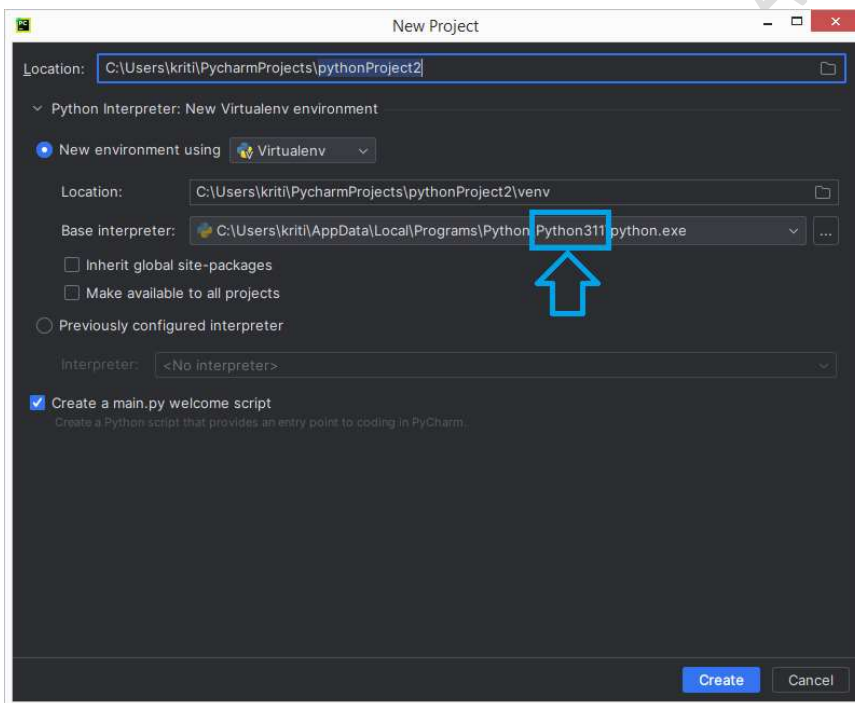 New Project
Location: C:\Users\kriti\PycharmProjects\pythonProject2
Python Interpreter: New Virtualenv environment
New environment using Virtualenv
Location: C:\Users\kriti\PycharmProjects\pythonProject2\venv
Base interpreter: C:\Users\kriti\AppData\Local\Programs\Python\Python311\python.exe ...
Inherit global site-packages
Make available to all projects
Previously configured interpreter
Interpreter: <No interpreter>
Create a main.py welcome script
Create a Python script that provides an entry point to coding in PyCharm.
Create Cancel